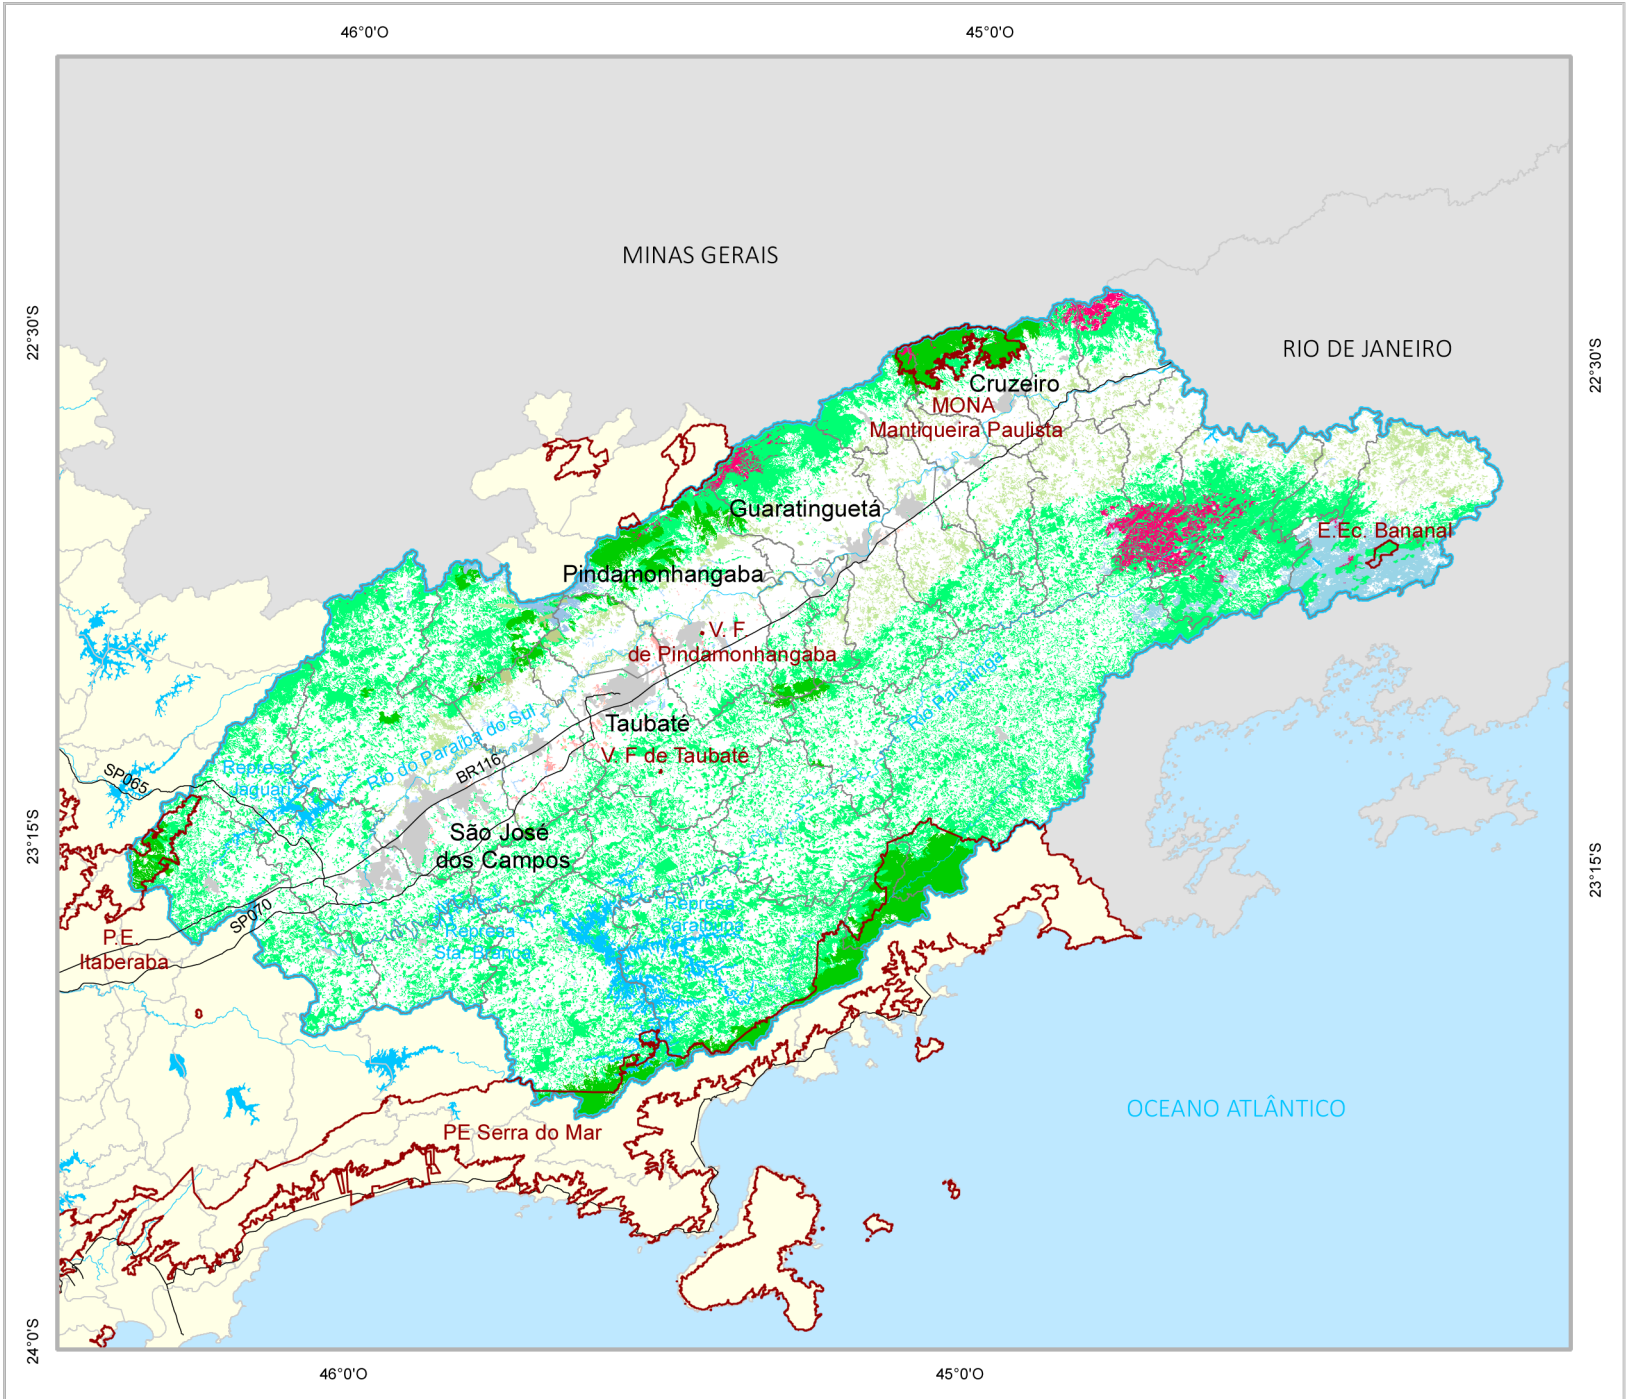 46°0'O
45°0'O
MINAS GERAIS
22°30'S
RIO DE JANEIRO
22°30'S
Cruzeiro
MONA
Mantiqueira Paulista
Guaratinguetá
E.Ec. Bananal
Pindamonhangaba
V. F
de Pindamonhangaba
Rio Paraitinga
Taubaté
Rio do Paraíba do Sul
V. F de Taubaté
BR116
Represa
Jaguari
SP065
São José
dos Campos
23°15'S
23°15'S
SP070
Represa
Paraibuna
Represa
Sta. Branca
P.E.
Itaberaba
OCEANO ATLÂNTICO
PE Serra do Mar
24°0'S
46°0'O
45°0'O